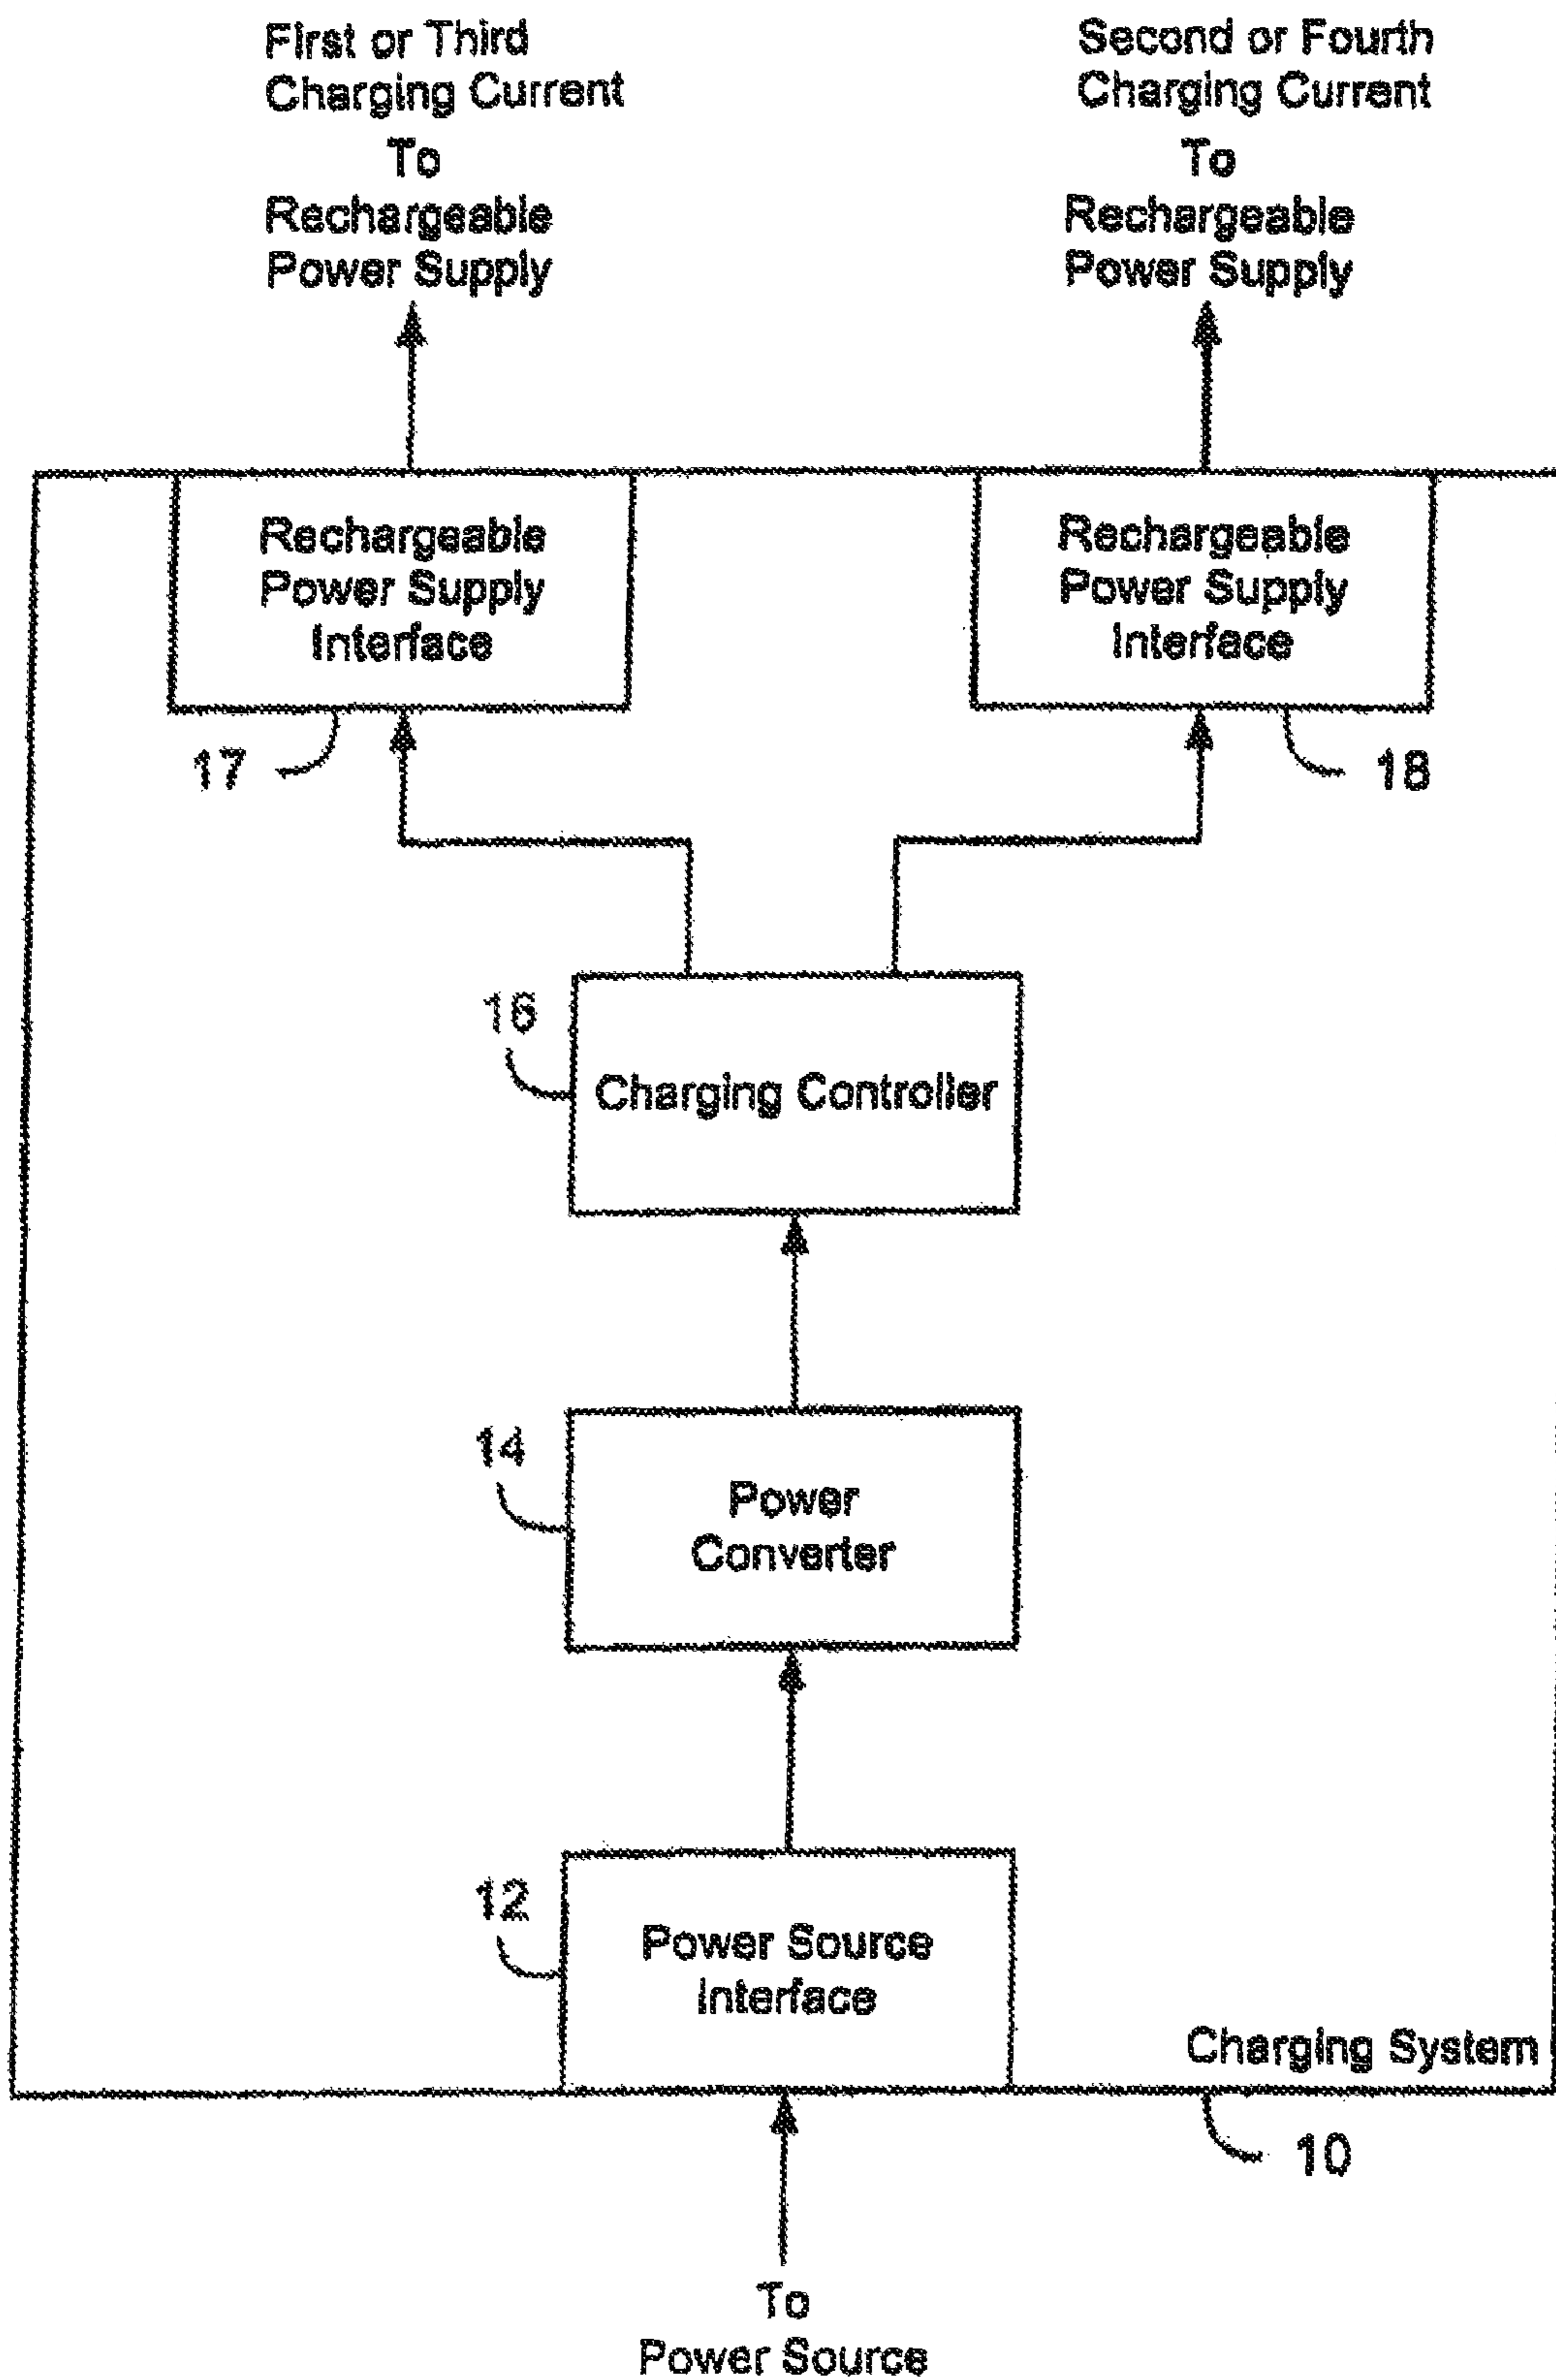 First or Third
Charging Current
To
Rechargeable
Power Supply
Second or Fourth
Charging Current
To
Rechargeable
Power Supply
Rechargeable
Power Supply
Interface
17
Rechargeable
Power Supply
Interface
18
16
Charging Controller
14
Power
Converter
12
Power Source
Interface
Charging System
10
To
Power Source